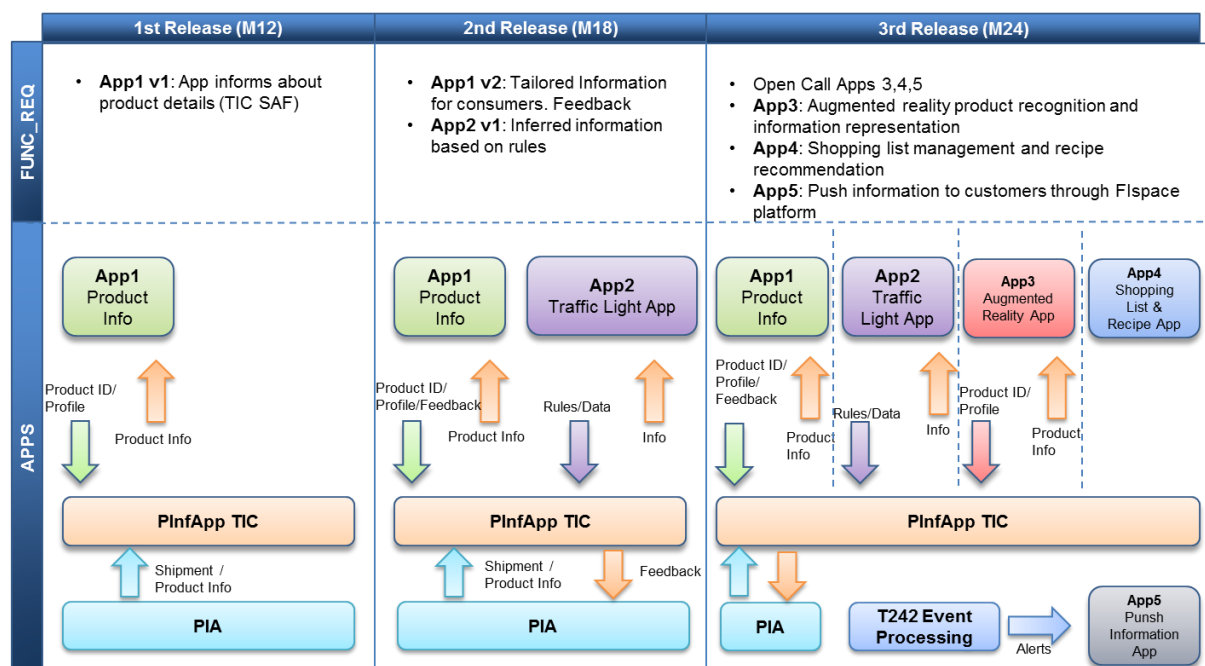 1st Release (M12)
2nd Release (M18)
3rd Release (M24)
FUNC_REQ
• App1 v1: App informs about
product details (TIC SAF)
• App1 v2: Tailored Information
for consumers. Feedback
• App2 v1: Inferred information
based on rules
• Open Call Apps 3,4,5
• App3: Augmented reality product recognition and
information representation
• App4: Shopping list management and recipe
recommendation
• App5: Push information to customers through FIspace
platform
APPS
App1
Product
Info
Product ID/
Profile
Product Info
PInfApp TIC
Shipment /
Product Info
PIA
App1
Product
Info
App2
Traffic Light App
Product ID/
Profile/Feedback
Product Info
Rules/Data
Info
PInfApp TIC
Shipment /
Product Info
Feedback
PIA
App1
Product
Info
App2
Traffic
Light App
App3
Augmented
Reality App
App4
Shopping
List &
Recipe App
Product ID/
Profile/
Feedback
Product
Info
Rules/Data
Info
Product ID/
Profile
Product
Info
PInfApp TIC
PIA
T242 Event
Processing
Alerts
App5
Punsh
Information
App